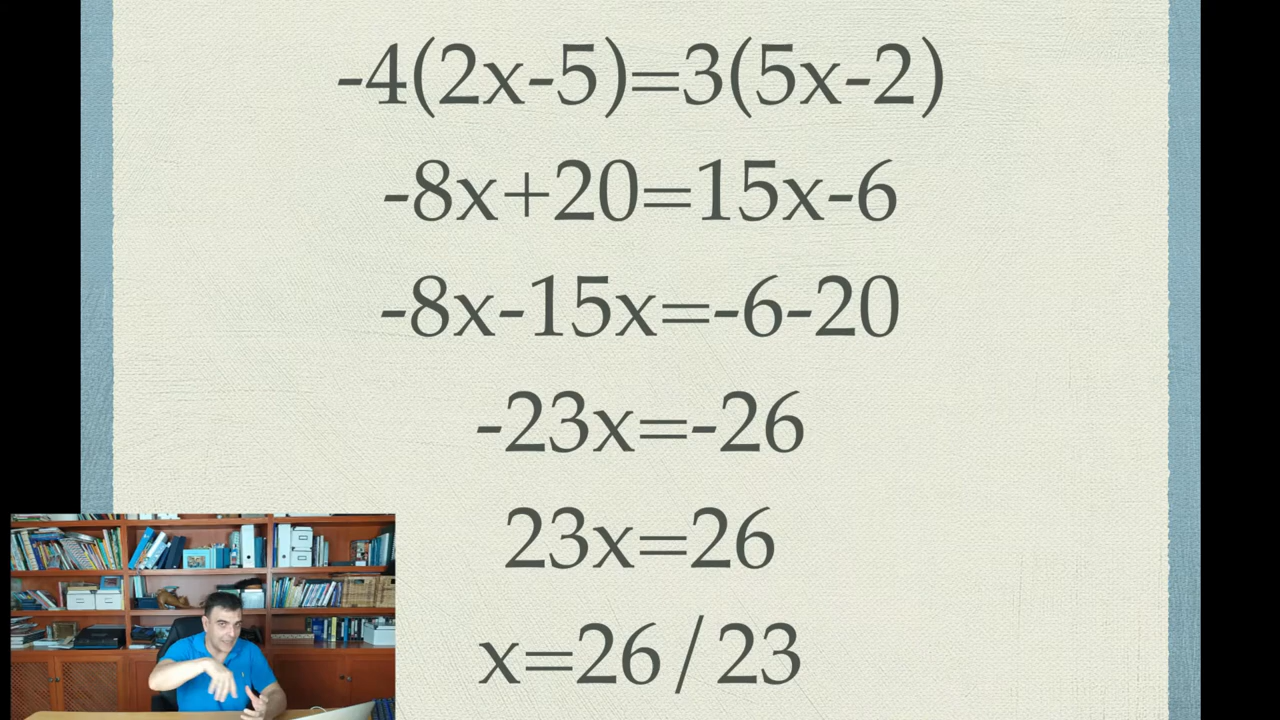 -4(2x-5)=3(5x-2)
-8x+20=15x-6
-8x-15x=-6-20
-23x=-26
23x=26
x=26/23